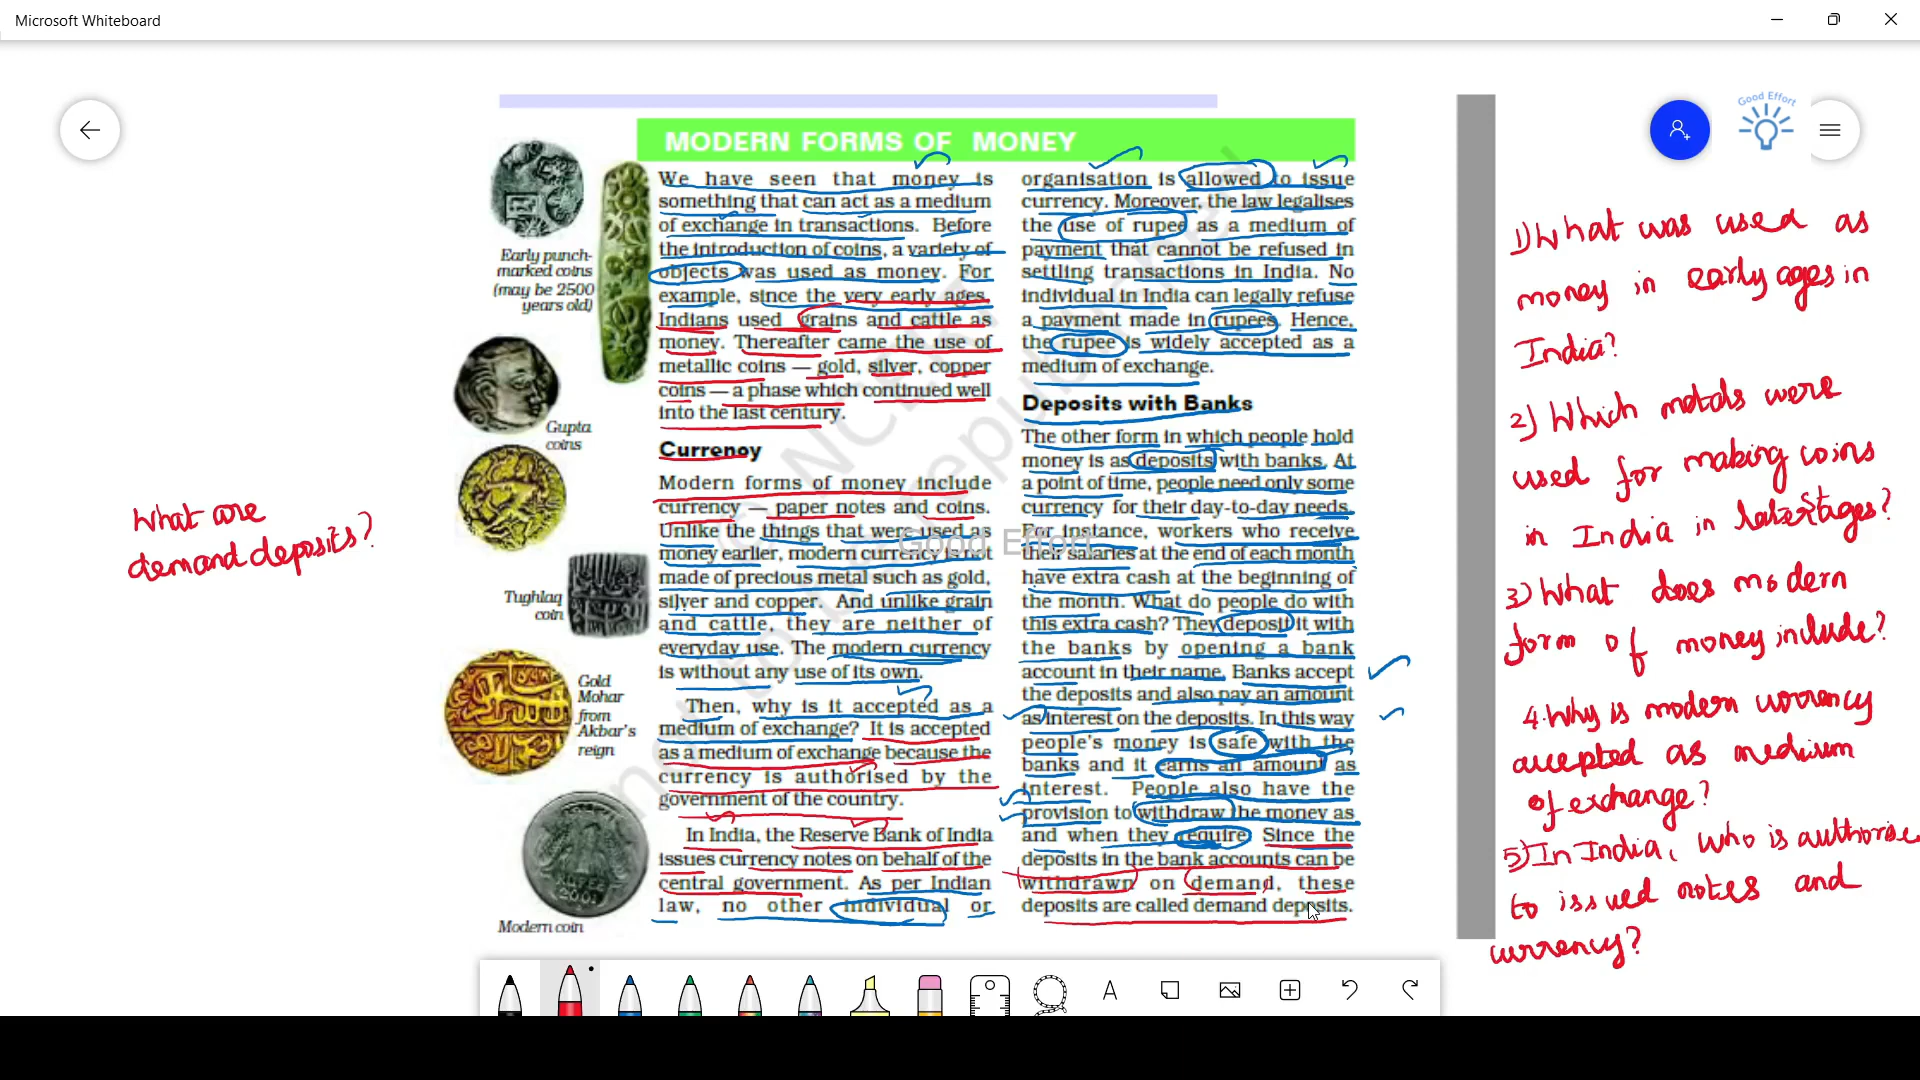 Microsoft Whiteboard
Good Effort
MODERN FORMS OF MONEY
We have seen that money is
something that can act as a medium
of exchange in transactions. Before
the introduction of coins, a variety of
objects was used as money. For
example, since the very early ages,
Indians used grains and cattle as
money. Thereafter came the use of
metallic coins — gold, silver, copper
coins — a phase which continued well
into the last century.
Currency
Modern forms of money include
currency — paper notes and coins.
Unlike the things that were used as
money earlier, modern currency is not
made of precious metal such as gold,
silver and copper. And unlike grain
and cattle, they are neither of
everyday use. The modern currency
is without any use of its own.
Then, why is it accepted as a
medium of exchange? It is accepted
as a medium of exchange because the
currency is authorised by the
government of the country.
In India, the Reserve Bank of India
issues currency notes on behalf of the
central government. As per Indian
law, no other individual or
organisation is allowed to issue
currency. Moreover, the law legalises
the use of rupee as a medium of
payment that cannot be refused in
settling transactions in India. No
individual in India can legally refuse
a payment made in rupees. Hence,
the rupee is widely accepted as a
medium of exchange.
Deposits with Banks
The other form in which people hold
money is as deposits with banks. At
a point of time, people need only some
currency for their day-to-day needs.
For instance, workers who receive
their salaries at the end of each month
have extra cash at the beginning of
the month. What do people do with
this extra cash? They deposit it with
the banks by opening a bank
account in their name. Banks accept
the deposits and also pay an amount
as interest on the deposits. In this way
people's money is safe with the
banks and it earns an amount as
interest. People also have the
provision to withdraw the money as
and when they require. Since the
deposits in the bank accounts can be
withdrawn on demand, these
deposits are called demand deposits.
Early punch-
marked coins
(may be 2500
years old)
Gupta
coins
Tughlaq
coin
Gold
Mohar
from
Akbar's
reign
Modern coin
What are
demand deposits?
1) What was used as
money in early ages in
India?
2) Which metals were
used for making coins
in India in later stages?
3) What does modern
form of money include?
4. Why is modern currency
accepted as medium
of exchange?
5) In India, who is authorise
to issued notes and
currency?
Good Effort
© NCERT
not to be republished